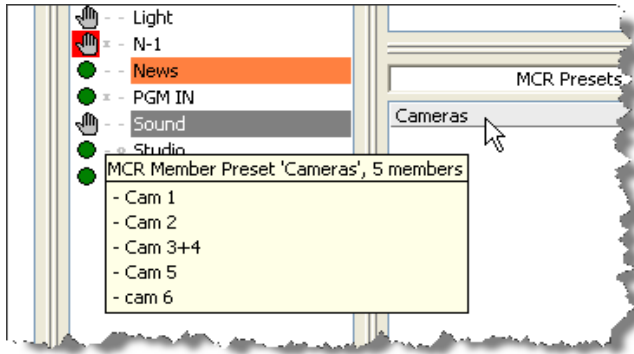 Light
N-1
News
PGM IN
Sound
Studio
MCR Presets
Cameras
MCR Member Preset 'Cameras', 5 members
- Cam 1
- Cam 2
- Cam 3+4
- Cam 5
- cam 6